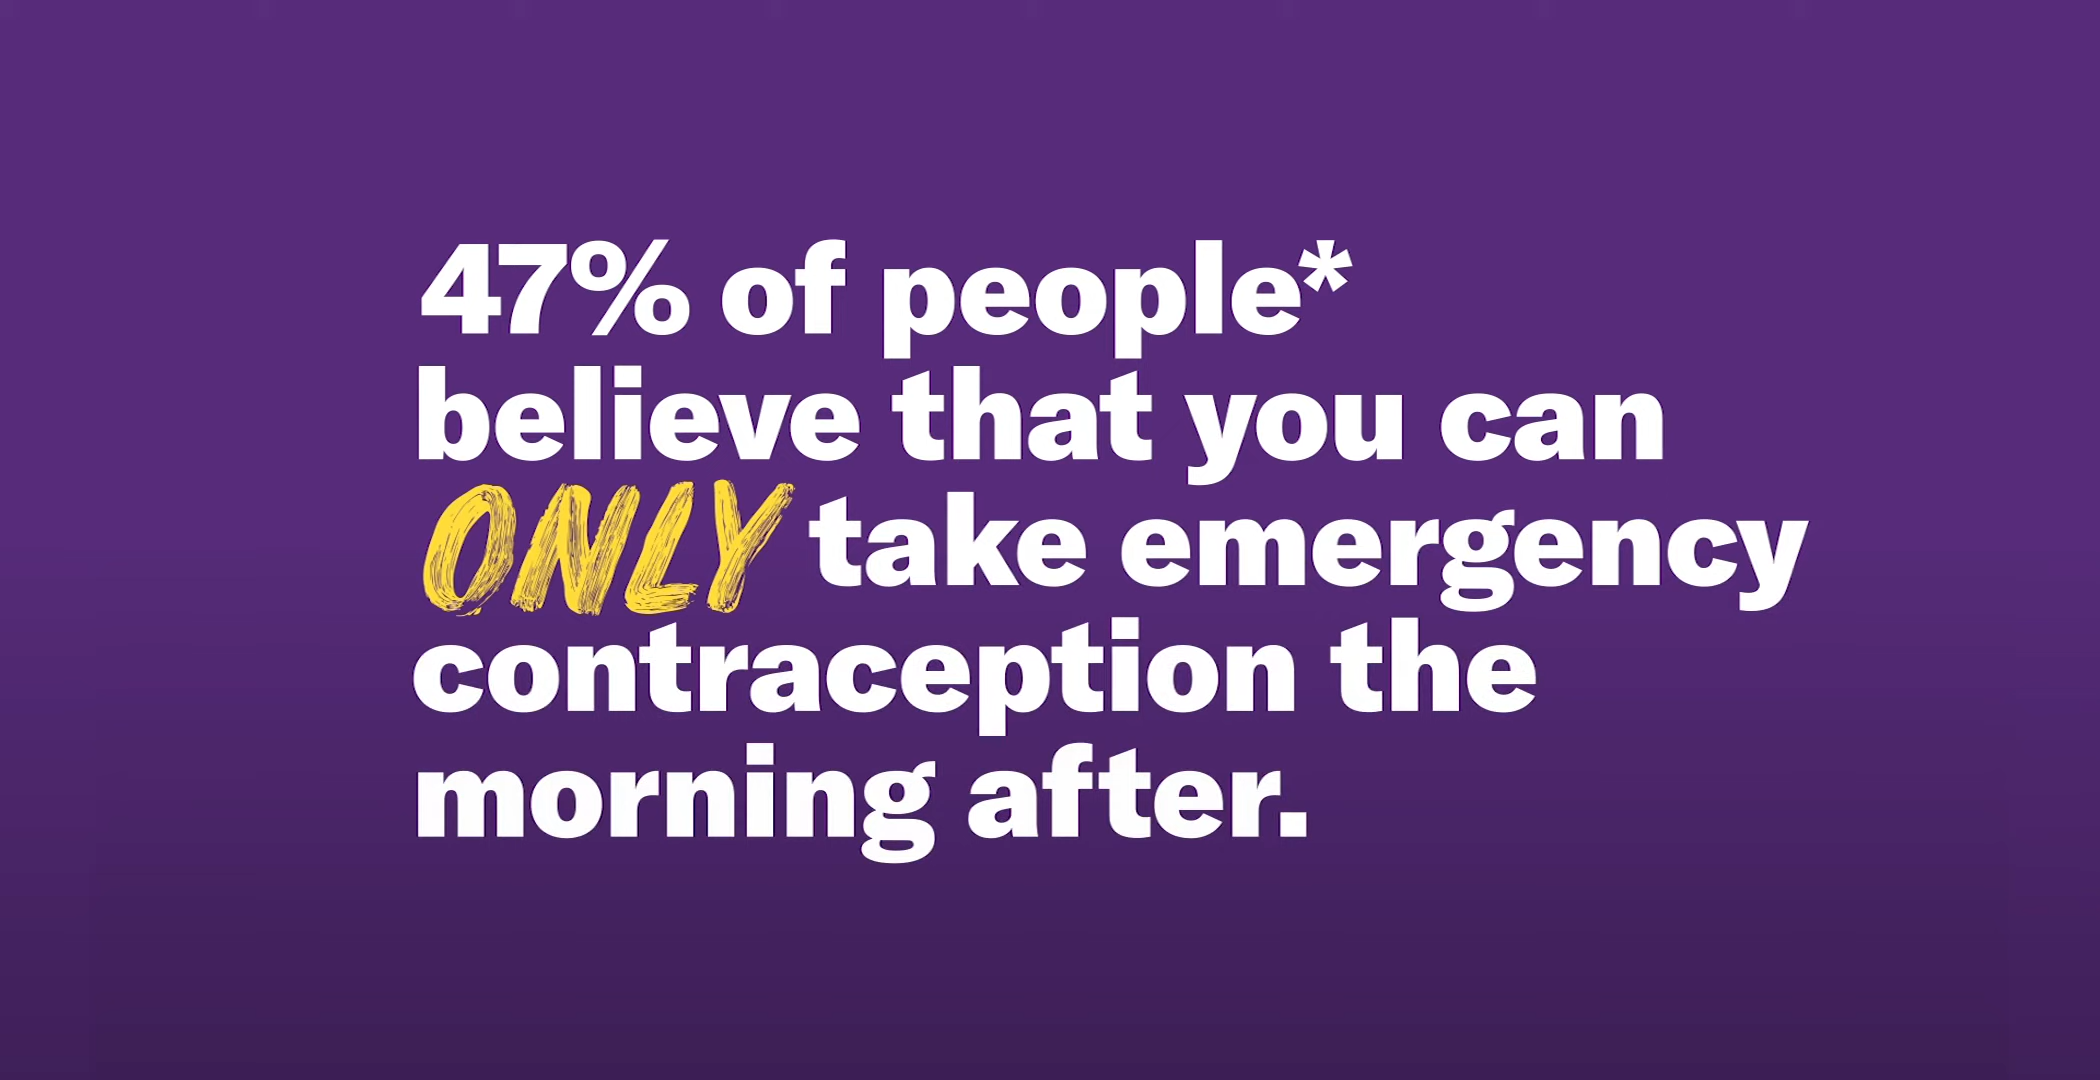 47% of people*
believe that you can
ONLY take emergency
contraception the
morning after.